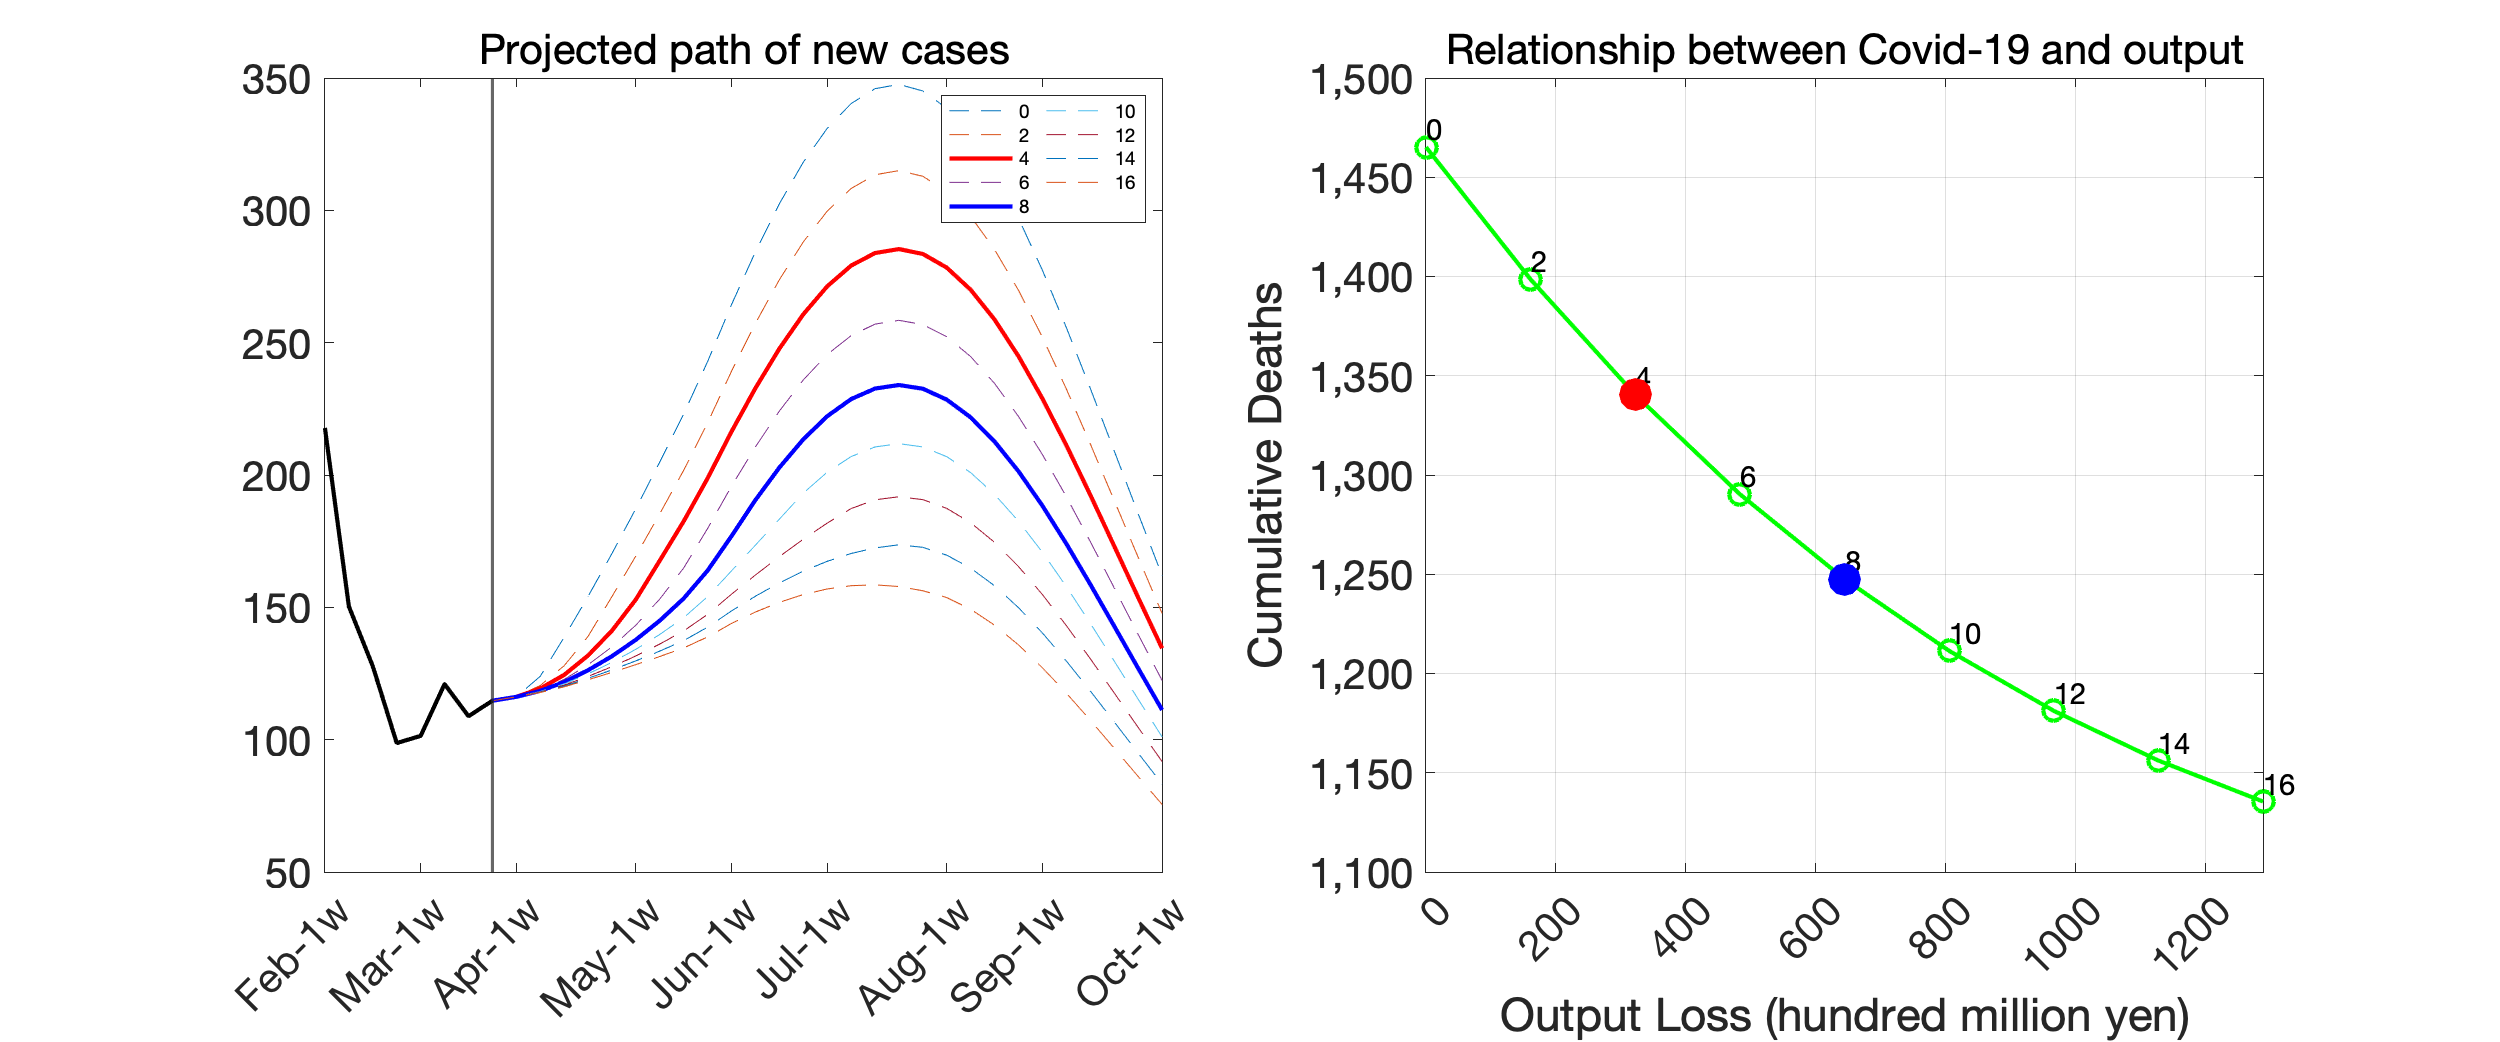 Projected path of new cases
350
300
250
200
150
100
50
0 10
2 12
4 14
6 16
8
Feb-1w
Mar-1w
Apr-1w
May-1w
Jun-1w
Jul-1w
Aug-1w
Sep-1w
Oct-1w
Relationship between Covid-19 and output
Cumulative Deaths
1,500
1,450
1,400
1,350
1,300
1,250
1,200
1,150
1,100
0
2
4
6
8
10
12
14
16
0
200
400
600
800
1000
1200
Output Loss (hundred million yen)